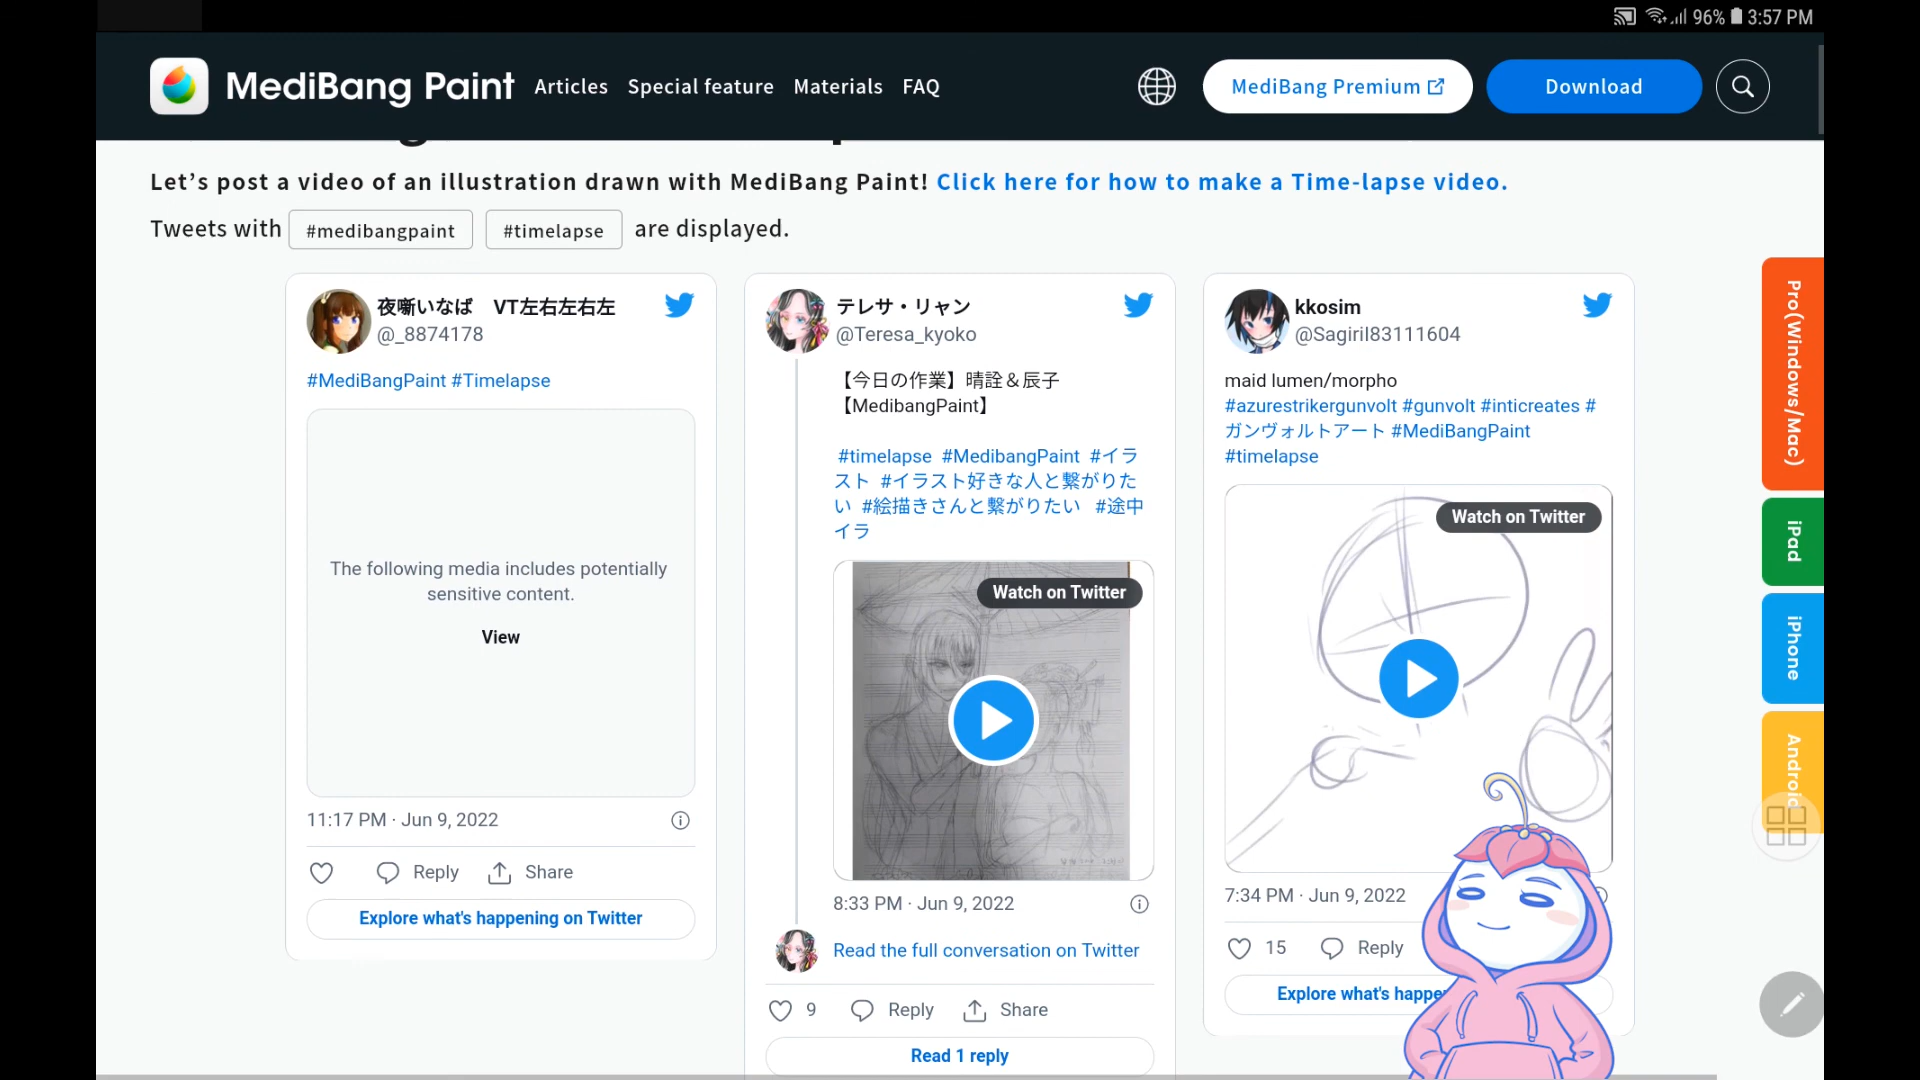 96% 3:57 PM
MediBang Paint Articles Special feature Materials FAQ MediBang Premium Download
Let’s post a video of an illustration drawn with MediBang Paint! Click here for how to make a Time-lapse video.
Tweets with #medibangpaint #timelapse are displayed.
夜噺いなば VT左右左右左
@_8874178
#MediBangPaint #Timelapse
The following media includes potentially
sensitive content.
View
11:17 PM · Jun 9, 2022
Reply Share
Explore what's happening on Twitter
テレサ・リャン
@Teresa_kyoko
【今日の作業】晴詮＆辰子
【MedibangPaint】
#timelapse #MedibangPaint #イラ
スト #イラスト好きな人と繋がりた
い #絵描きさんと繋がりたい #途中
イラ
Watch on Twitter
8:33 PM · Jun 9, 2022
Read the full conversation on Twitter
9 Reply Share
Read 1 reply
kkosim
@Sagiril83111604
maid lumen/morpho
#azurestrikergunvolt #gunvolt #inticreates #
ガンヴォルトアート #MediBangPaint
#timelapse
Watch on Twitter
7:34 PM · Jun 9, 2022
15 Reply
Explore what's happe
Pro(Windows/Mac)
iPad
iPhone
Android